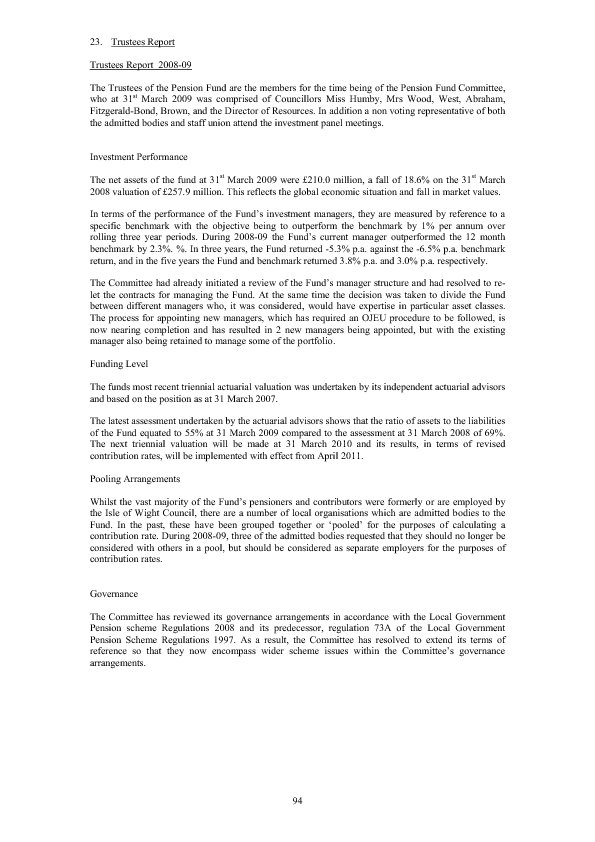 23. Trustees Report
Trustees Report 2008-09
The Trustees of the Pension Fund are the members for the time being of the Pension Fund Committee,
who at 31st March 2009 was comprised of Councillors Miss Humby, Mrs Wood, West, Abraham,
Fitzgerald-Bond, Brown, and the Director of Resources. In addition a non voting representative of both
the admitted bodies and staff union attend the investment panel meetings.
Investment Performance
The net assets of the fund at 31st March 2009 were £210.0 million, a fall of 18.6% on the 31st March
2008 valuation of £257.9 million. This reflects the global economic situation and fall in market values.
In terms of the performance of the Fund's investment managers, they are measured by reference to a
specific benchmark with the objective being to outperform the benchmark by 1% per annum over
rolling three year periods. During 2008-09 the Fund's current manager outperformed the 12 month
benchmark by 2.3%. %. In three years, the Fund returned -5.3% p.a. against the -6.5% p.a. benchmark
return, and in the five years the Fund and benchmark returned 3.8% p.a. and 3.0% p.a. respectively.
The Committee had already initiated a review of the Fund's manager structure and had resolved to re-
let the contracts for managing the Fund. At the same time the decision was taken to divide the Fund
between different managers who, it was considered, would have expertise in particular asset classes.
The process for appointing new managers, which has required an OJEU procedure to be followed, is
now nearing completion and has resulted in 2 new managers being appointed, but with the existing
manager also being retained to manage some of the portfolio.
Funding Level
The funds most recent triennial actuarial valuation was undertaken by its independent actuarial advisors
and based on the position as at 31 March 2007.
The latest assessment undertaken by the actuarial advisors shows that the ratio of assets to the liabilities
of the Fund equated to 55% at 31 March 2009 compared to the assessment at 31 March 2008 of 69%.
The next triennial valuation will be made at 31 March 2010 and its results, in terms of revised
contribution rates, will be implemented with effect from April 2011.
Pooling Arrangements
Whilst the vast majority of the Fund's pensioners and contributors were formerly or are employed by
the Isle of Wight Council, there are a number of local organisations which are admitted bodies to the
Fund. In the past, these have been grouped together or 'pooled' for the purposes of calculating a
contribution rate. During 2008-09, three of the admitted bodies requested that they should no longer be
considered with others in a pool, but should be considered as separate employers for the purposes of
contribution rates.
Governance
The Committee has reviewed its governance arrangements in accordance with the Local Government
Pension scheme Regulations 2008 and its predecessor, regulation 73A of the Local Government
Pension Scheme Regulations 1997. As a result, the Committee has resolved to extend its terms of
reference so that they now encompass wider scheme issues within the Committee's governance
arrangements.
94